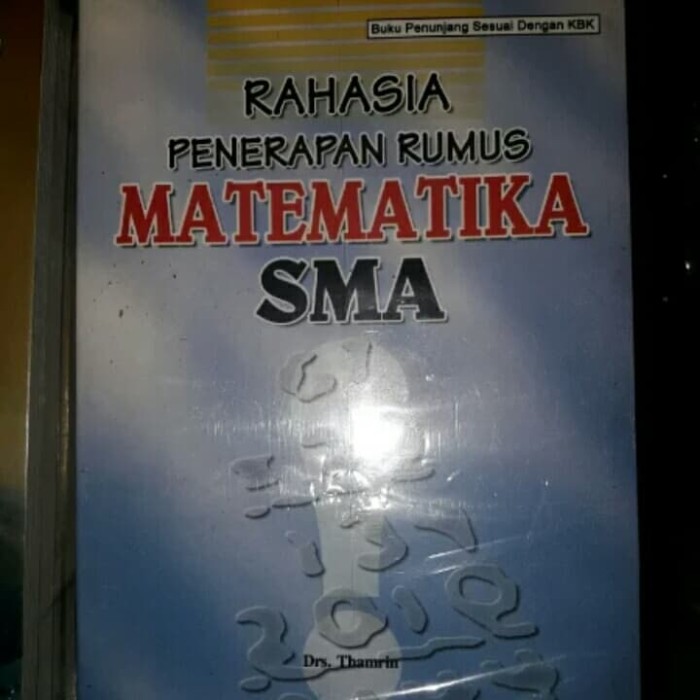 Buku Penunjang Sesuai Dengan KBK
RAHASIA
PENERAPAN RUMUS
MATEMATIKA
SMA
Drs. Thamrin